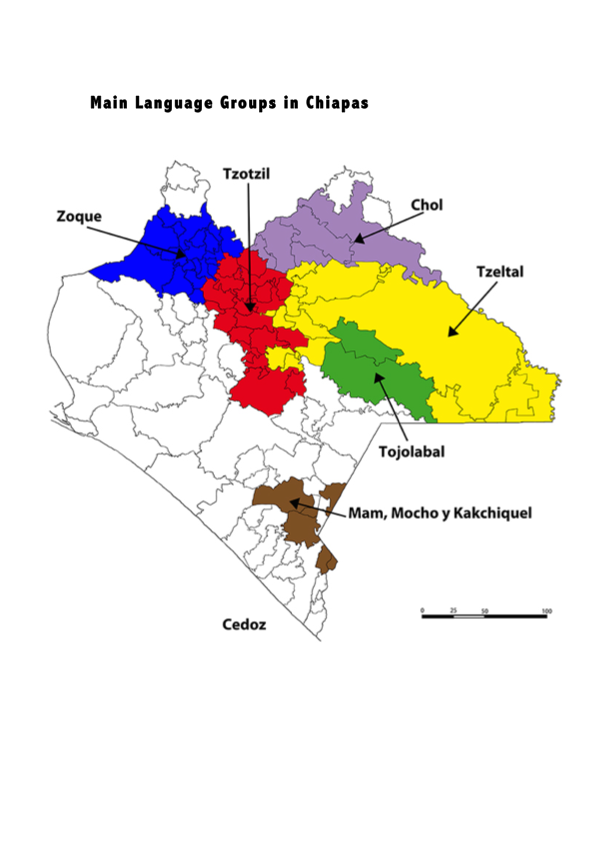 Main Language Groups in Chiapas
Tzotzil
Zoque
Chol
Tzeltal
Tojolabal
Mam, Mocho y Kakchiquel
Cedoz
0 25 50 100